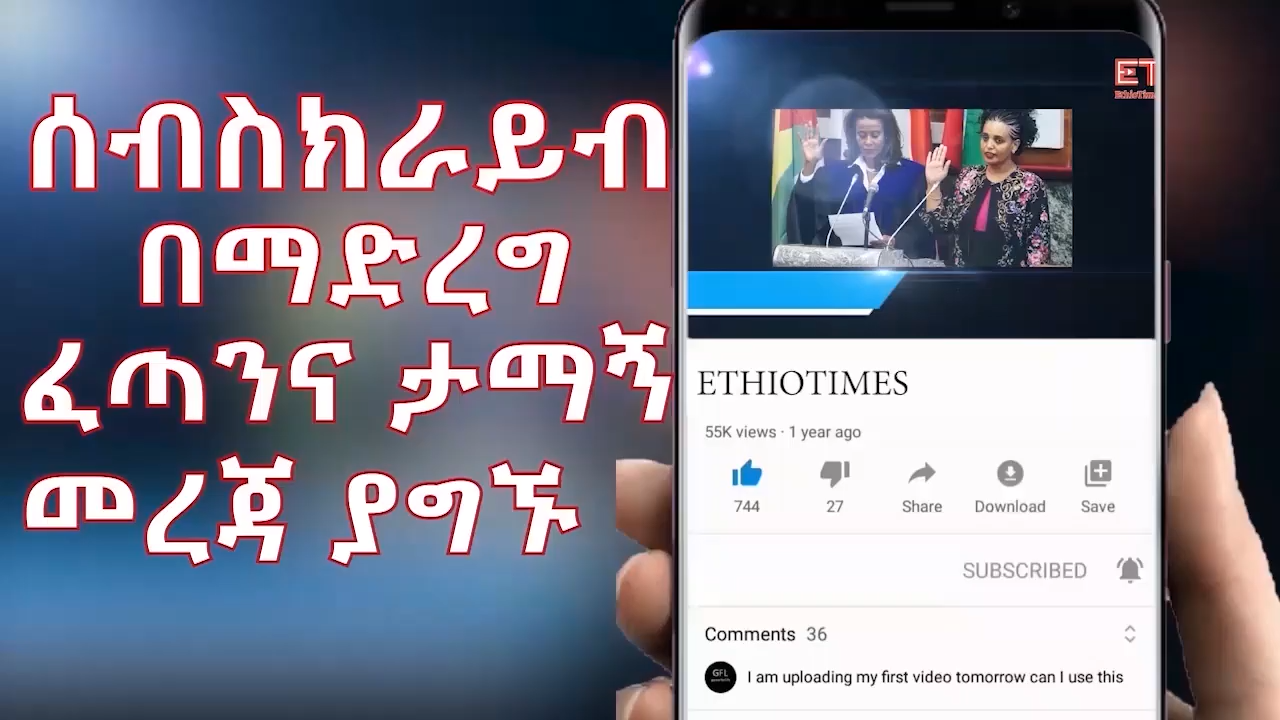 ሰብስክራይብ
በማድረግ
ፈጣንና ታማኝ
መረጃ ያግኙ
ET
ETHIOTIMES
55K views · 1 year ago
744
27
Share
Download
Save
SUBSCRIBED
Comments 36
GFL
I am uploading my first video tomorrow can I use this